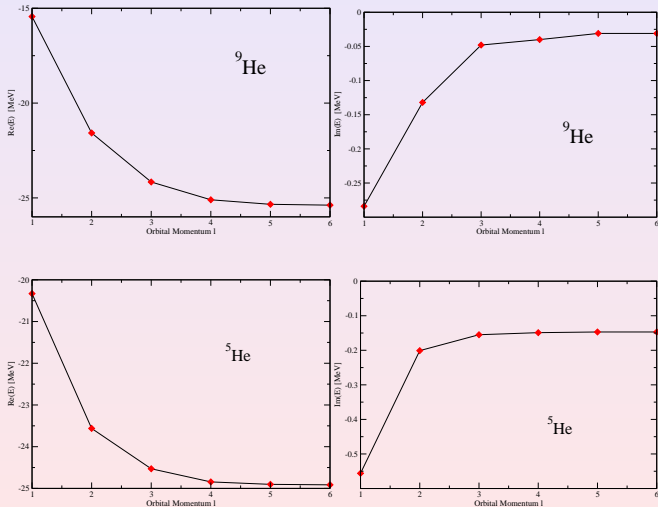 -15
-20
-25
Re(E) [MeV]
⁹He
1 2 3 4 5 6
Orbital Momentum l
0
-0.05
-0.1
-0.15
-0.2
-0.25
Im(E) [MeV]
⁹He
1 2 3 4 5 6
Orbital Momentum l
-20
-21
-22
-23
-24
-25
Re(E) [MeV]
⁵He
1 2 3 4 5 6
Orbital Momentum l
0
-0.1
-0.2
-0.3
-0.4
-0.5
Im(E) [MeV]
⁵He
1 2 3 4 5 6
Orbital Momentum l